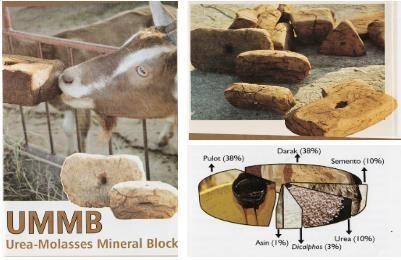 UMMB
Urea-Molasses Mineral Block
Darak (38%)
Pulot (38%)
Semento (10%)
Asin (1%)
Dicalphos (3%)
Urea (10%)